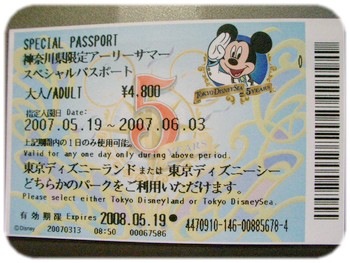 SPECIAL PASSPORT
神奈川県限定アーリーサマー
スペシャルパスポート
大人/ADULT ¥4,800
TOKYO DISNEYSEA
5 YEARS
指定入園日 Date:
2007.05.19 ~ 2007.06.03
上記期間内の1日のみ使用可能。
Valid for any one day only during above period.
東京ディズニーランド または 東京ディズニーシー
どちらかのパークをご利用いただけます。
Please select either Tokyo Disneyland or Tokyo DisneySea.
有効期限 Expires 2008.05.19 ●
4470910-146-00885678-4
©Disney 20070313 08:50 00067586